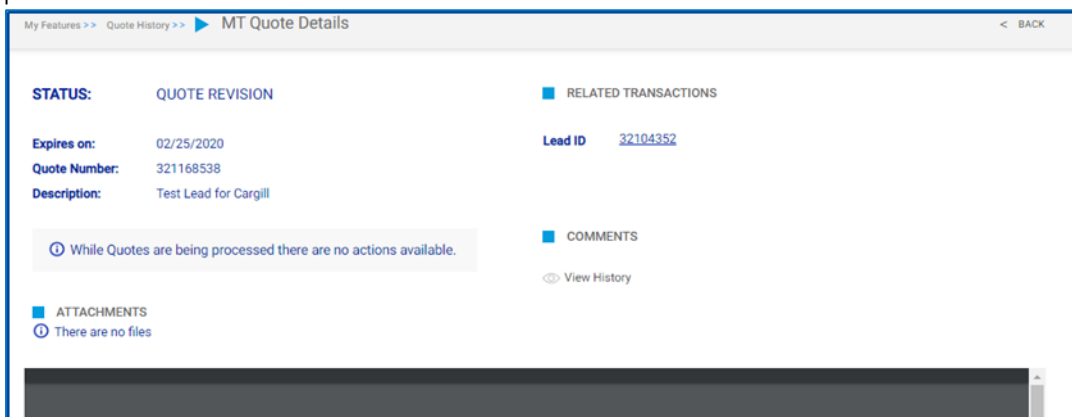 My Features >> Quote History >> MT Quote Details < BACK
STATUS: QUOTE REVISION
Expires on: 02/25/2020
Quote Number: 321168538
Description: Test Lead for Cargill
While Quotes are being processed there are no actions available.
ATTACHMENTS
There are no files
RELATED TRANSACTIONS
Lead ID 32104352
COMMENTS
View History